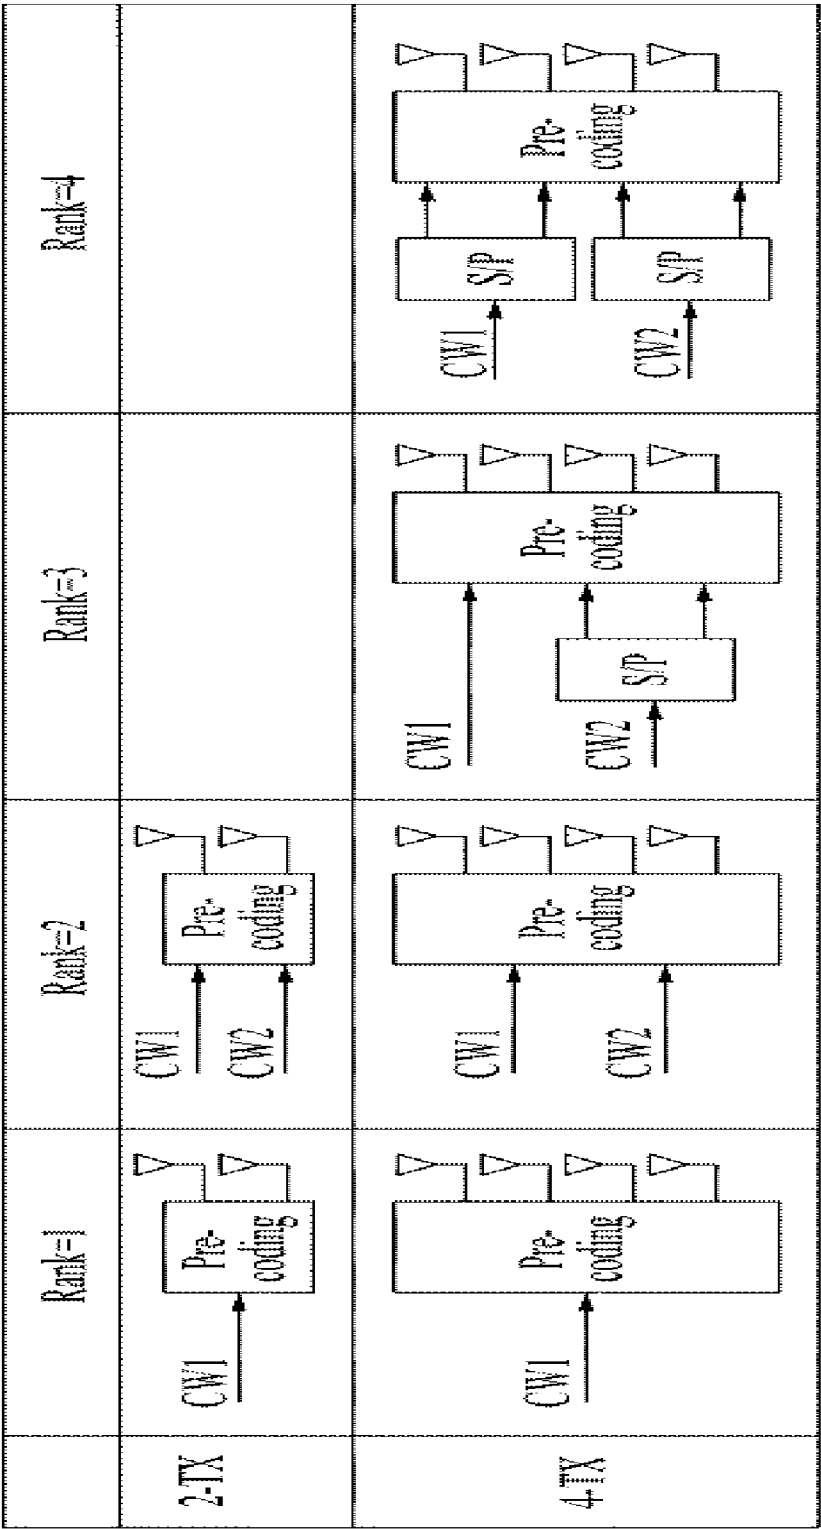 Rank=1
Rank=2
Rank=3
Rank=4
2-TX
CW1
Pre-
coding
CW1
CW2
Pre-
coding
4-TX
CW1
Pre-
coding
CW1
CW2
Pre-
coding
CW1
CW2
S/P
Pre-
coding
CW1
S/P
CW2
S/P
Pre-
coding